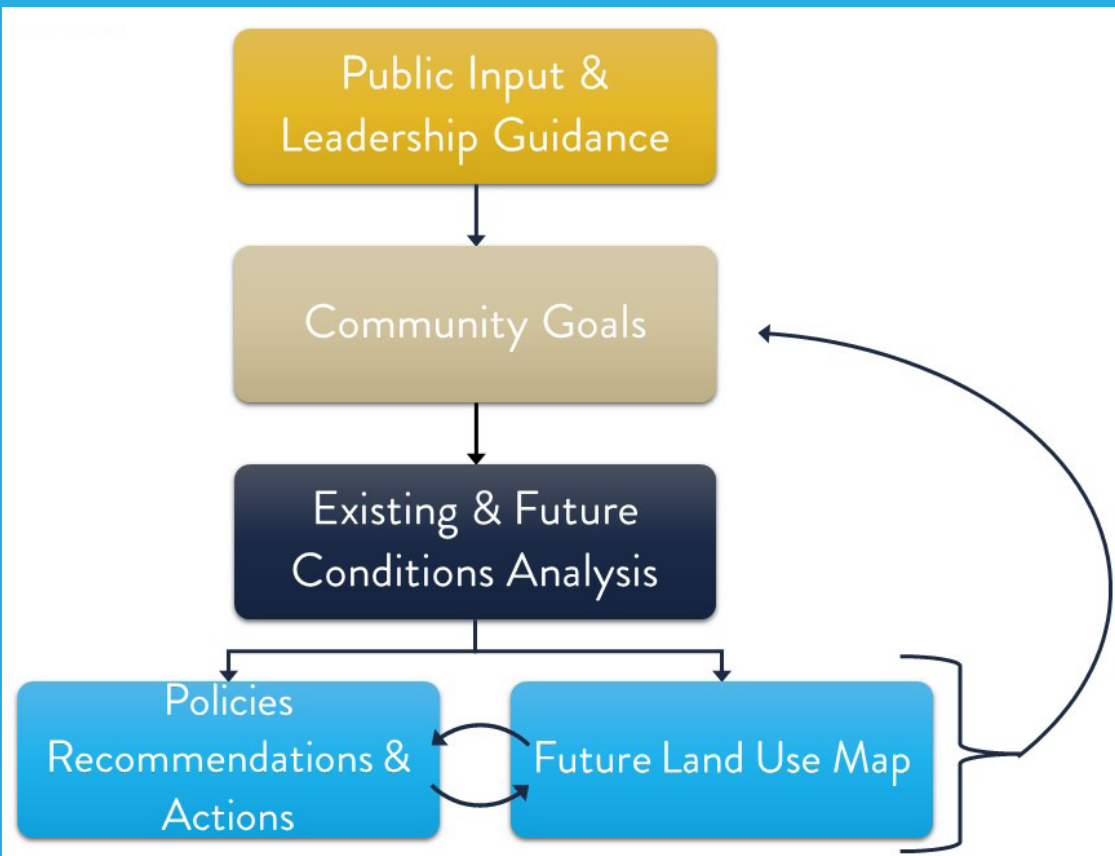 Public Input &
Leadership Guidance
Community Goals
Existing & Future
Conditions Analysis
Policies
Recommendations &
Actions
Future Land Use Map